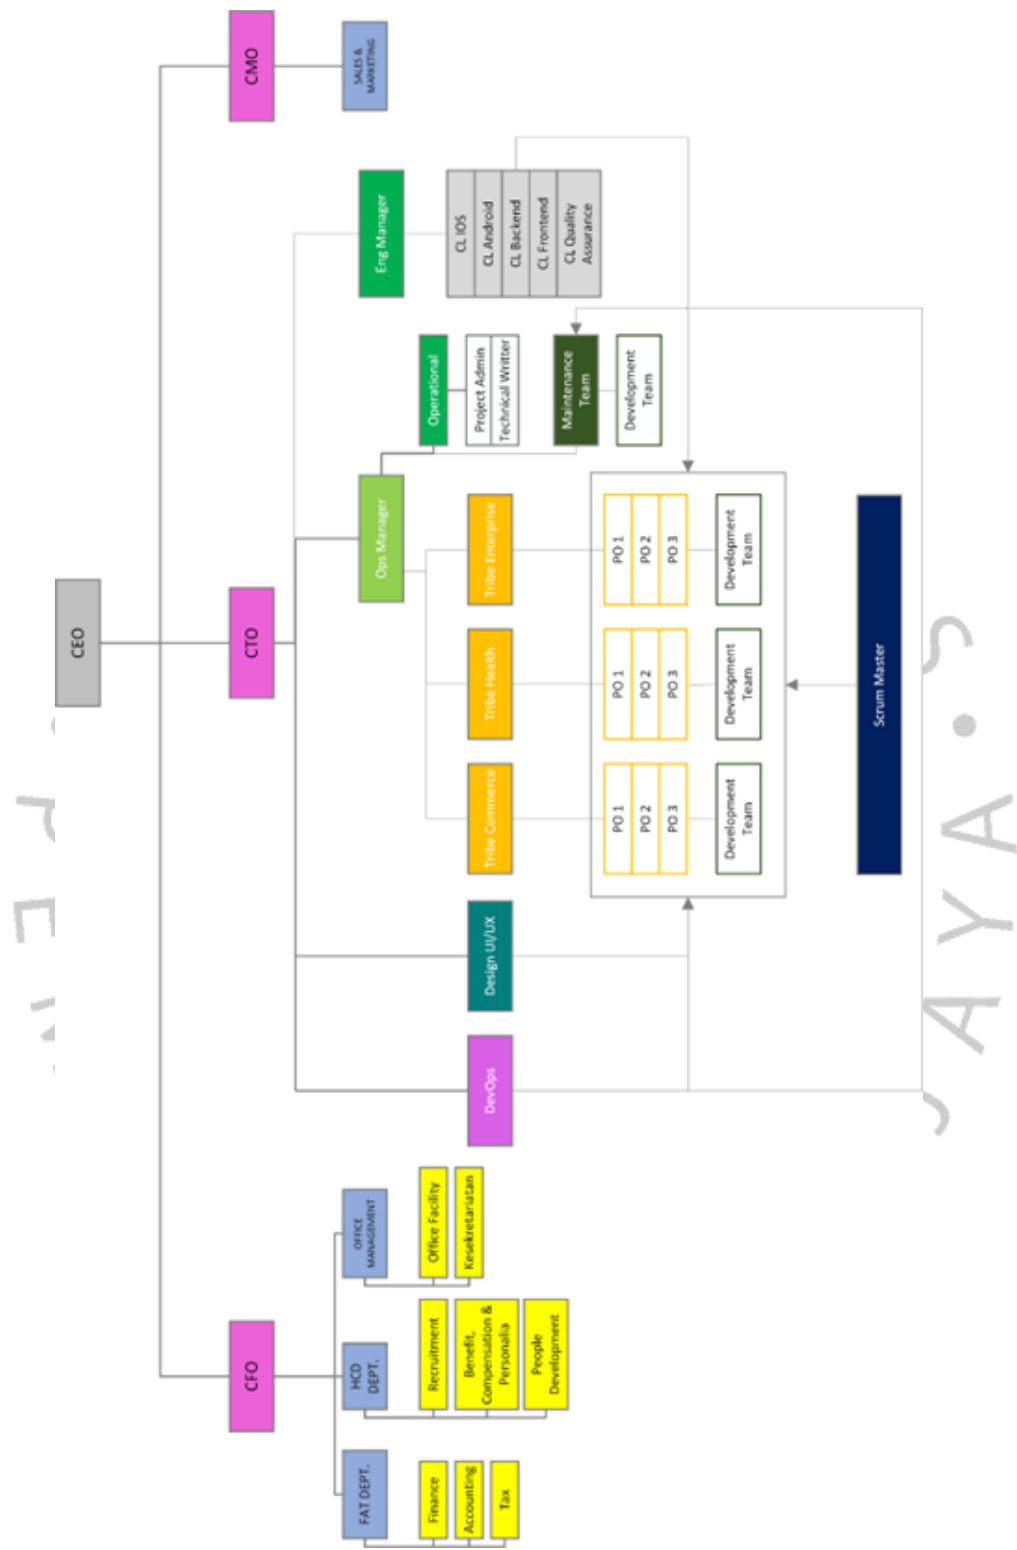 CEO
CFO
CTO
CMO
FAT DEPT.
HCD
DEPT.
OFFICE
MANAGEMENT
SALES &
MARKETING
Finance
Accounting
Tax
Recruitment
Benefit,
Compensation &
Personalia
People
Development
Office Facility
Kesekretariatan
Ops Manager
Eng Manager
Operational
Project Admin
Technical Writter
CL IOS
CL Android
CL Backend
CL Frontend
CL Quality
Assurance
DevOps
Design UI/UX
Tribe Commerce
Tribe Health
Tribe Enterprise
Maintenance
Team
Development
Team
PO 1
PO 2
PO 3
Development
Team
PO 1
PO 2
PO 3
Development
Team
PO 1
PO 2
PO 3
Development
Team
Scrum Master
JAYA • S